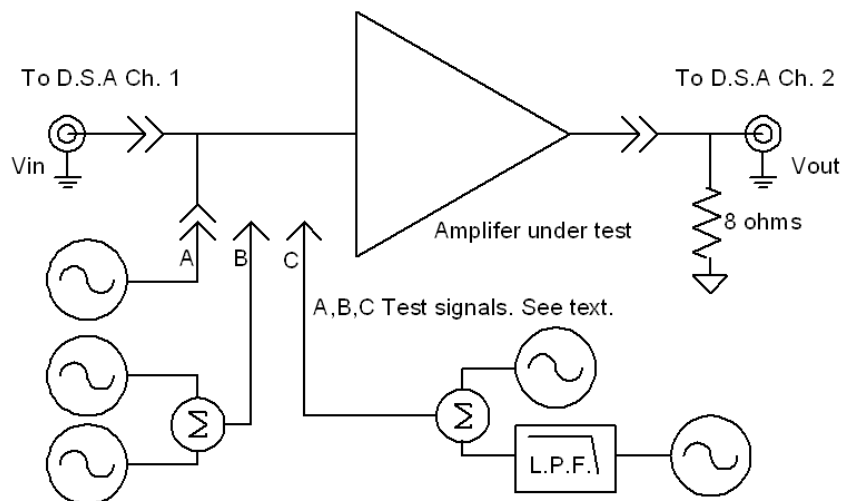 To D.S.A Ch. 1
To D.S.A Ch. 2
Vin
Vout
Amplifer under test
8 ohms
A
B
C
A,B,C Test signals. See text.
Σ
Σ
L.P.F.